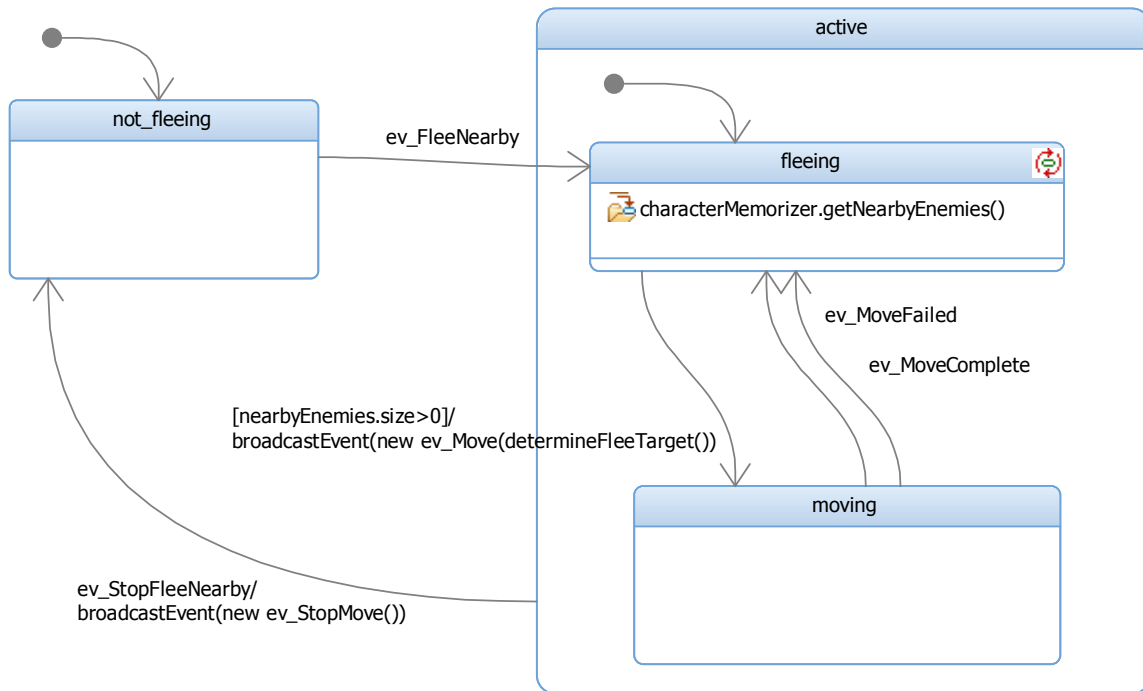 active
not_fleeing
ev_FleeNearby
fleeing
characterMemorizer.getNearbyEnemies()
ev_MoveFailed
ev_MoveComplete
[nearbyEnemies.size>0]/
broadcastEvent(new ev_Move(determineFleeTarget())
moving
ev_StopFleeNearby/
broadcastEvent(new ev_StopMove())